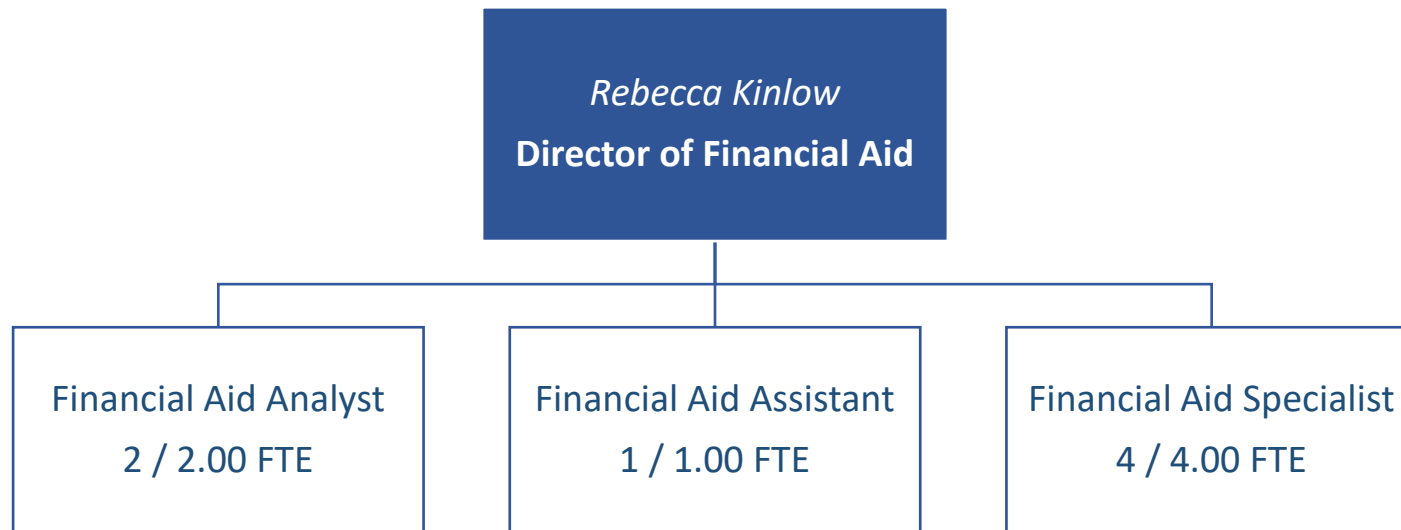 Rebecca Kinlow
Director of Financial Aid
Financial Aid Analyst
2 / 2.00 FTE
Financial Aid Assistant
1 / 1.00 FTE
Financial Aid Specialist
4 / 4.00 FTE